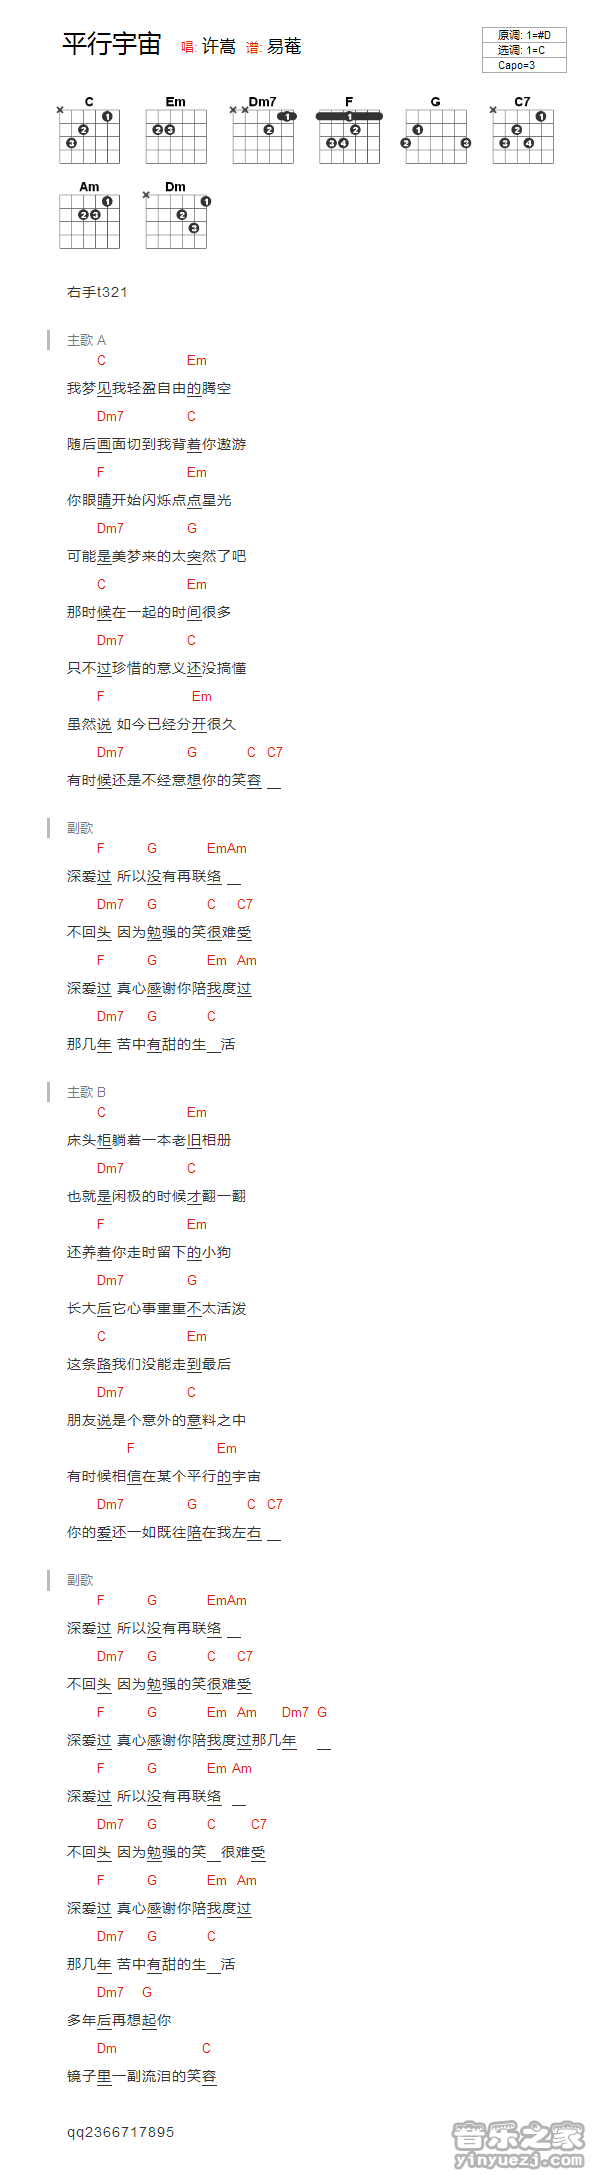 平行宇宙 唱: 许嵩 谱: 易菴
原调: 1=#D
选调: 1=C
Capo=3
C Em Dm7 F G C7
Am Dm
右手t321
主歌 A
C Em
我梦见我轻盈自由的腾空
Dm7 C
随后画面切到我背着你遨游
F Em
你眼睛开始闪烁点点星光
Dm7 G
可能是美梦来的太突然了吧
C Em
那时候在一起的时间很多
Dm7 C
只不过珍惜的意义还没搞懂
F Em
虽然说 如今已经分开很久
Dm7 G C C7
有时候还是不经意想你的笑容
副歌
F G EmAm
深爱过 所以没有再联络
Dm7 G C C7
不回头 因为勉强的笑很难受
F G Em Am
深爱过 真心感谢你陪我度过
Dm7 G C
那几年 苦中有甜的生 活
主歌 B
C Em
床头柜躺着一本老旧相册
Dm7 C
也就是闲极的时候才翻一翻
F Em
还养着你走时留下的小狗
Dm7 G
长大后它心事重重不太活泼
C Em
这条路我们没能走到最后
Dm7 C
朋友说是个意外的意料之中
F Em
有时候相信在某个平行的宇宙
Dm7 G C C7
你的爱还一如既往陪在我左右
副歌
F G EmAm
深爱过 所以没有再联络
Dm7 G C C7
不回头 因为勉强的笑很难受
F G Em Am Dm7 G
深爱过 真心感谢你陪我度过那几年
F G Em Am
深爱过 所以没有再联络
Dm7 G C C7
不回头 因为勉强的笑 很难受
F G Em Am
深爱过 真心感谢你陪我度过
Dm7 G C
那几年 苦中有甜的生 活
Dm7 G
多年后再想起你
Dm C
镜子里一副流泪的笑容
qq2366717895
音乐之家
yinyuezj.com